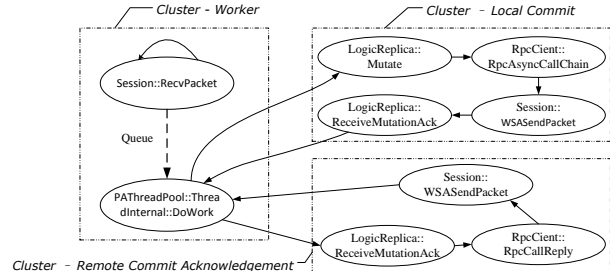 Cluster - Worker
Cluster - Local Commit
Session::RecvPacket
Queue
PAThreadPool::Threa
dInternal::DoWork
LogicReplica::
Mutate
RpcCient::
RpcAsyncCallChain
LogicReplica::
ReceiveMutationAck
Session::
WSASendPacket
Session::
WSASendPacket
LogicReplica::
ReceiveMutationAck
RpcCient::
RpcCallReply
Cluster - Remote Commit Acknowledgement